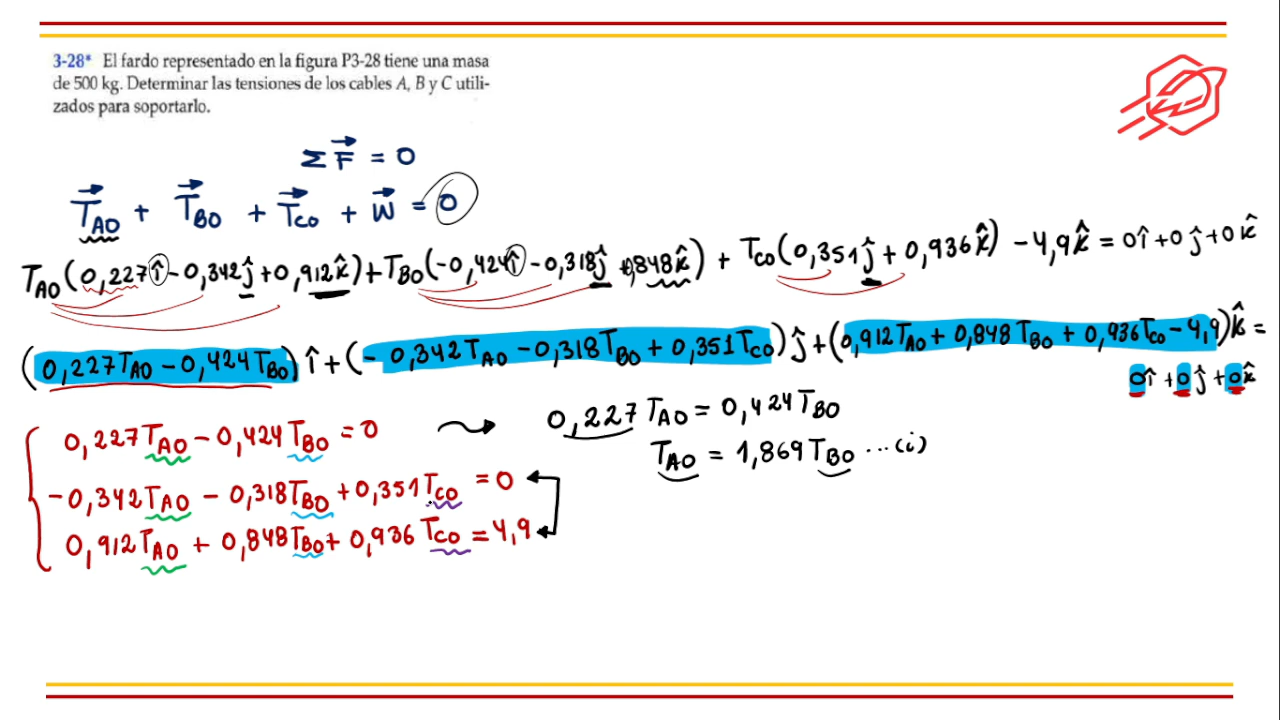 3-28* El fardo representado en la figura P3-28 tiene una masa
de 500 kg. Determinar las tensiones de los cables A, B y C utili-
zados para soportarlo.
Σ F⃗ = 0
T⃗AO + T⃗BO + T⃗CO + W⃗ = 0
TAO(0,227î - 0,342ĵ + 0,912k̂) + TBO(-0,424î - 0,318ĵ + 0,848k̂) + TCO(0,351ĵ + 0,936k̂) - 4,9k̂ = 0î + 0ĵ + 0k̂
(0,227TAO - 0,424TBO)î + (-0,342TAO - 0,318TBO + 0,351TCO)ĵ + (0,912TAO + 0,848TBO + 0,936TCO - 4,9)k̂ =
0î + 0ĵ + 0k̂
0,227TAO - 0,424TBO = 0
0,227TAO = 0,424TBO
TAO = 1,869TBO ...(i)
-0,342TAO - 0,318TBO + 0,351TCO = 0
0,912TAO + 0,848TBO + 0,936TCO = 4,9